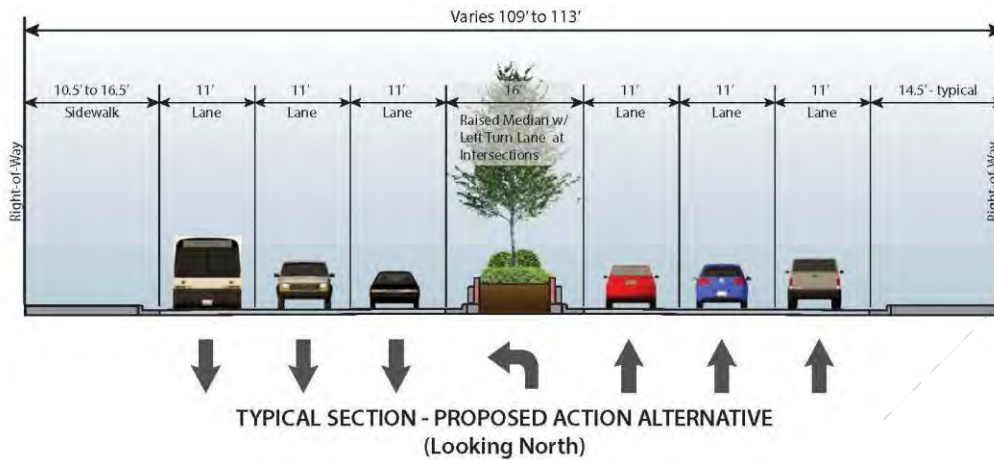 Varies 109' to 113'
10.5' to 16.5'
Sidewalk
11'
Lane
11'
Lane
11'
Lane
16'
Raised Median w/
Left Turn Lane at
Intersections
11'
Lane
11'
Lane
11'
Lane
14.5' - typical
Right-of-Way
Right-of-Way
TYPICAL SECTION - PROPOSED ACTION ALTERNATIVE
(Looking North)